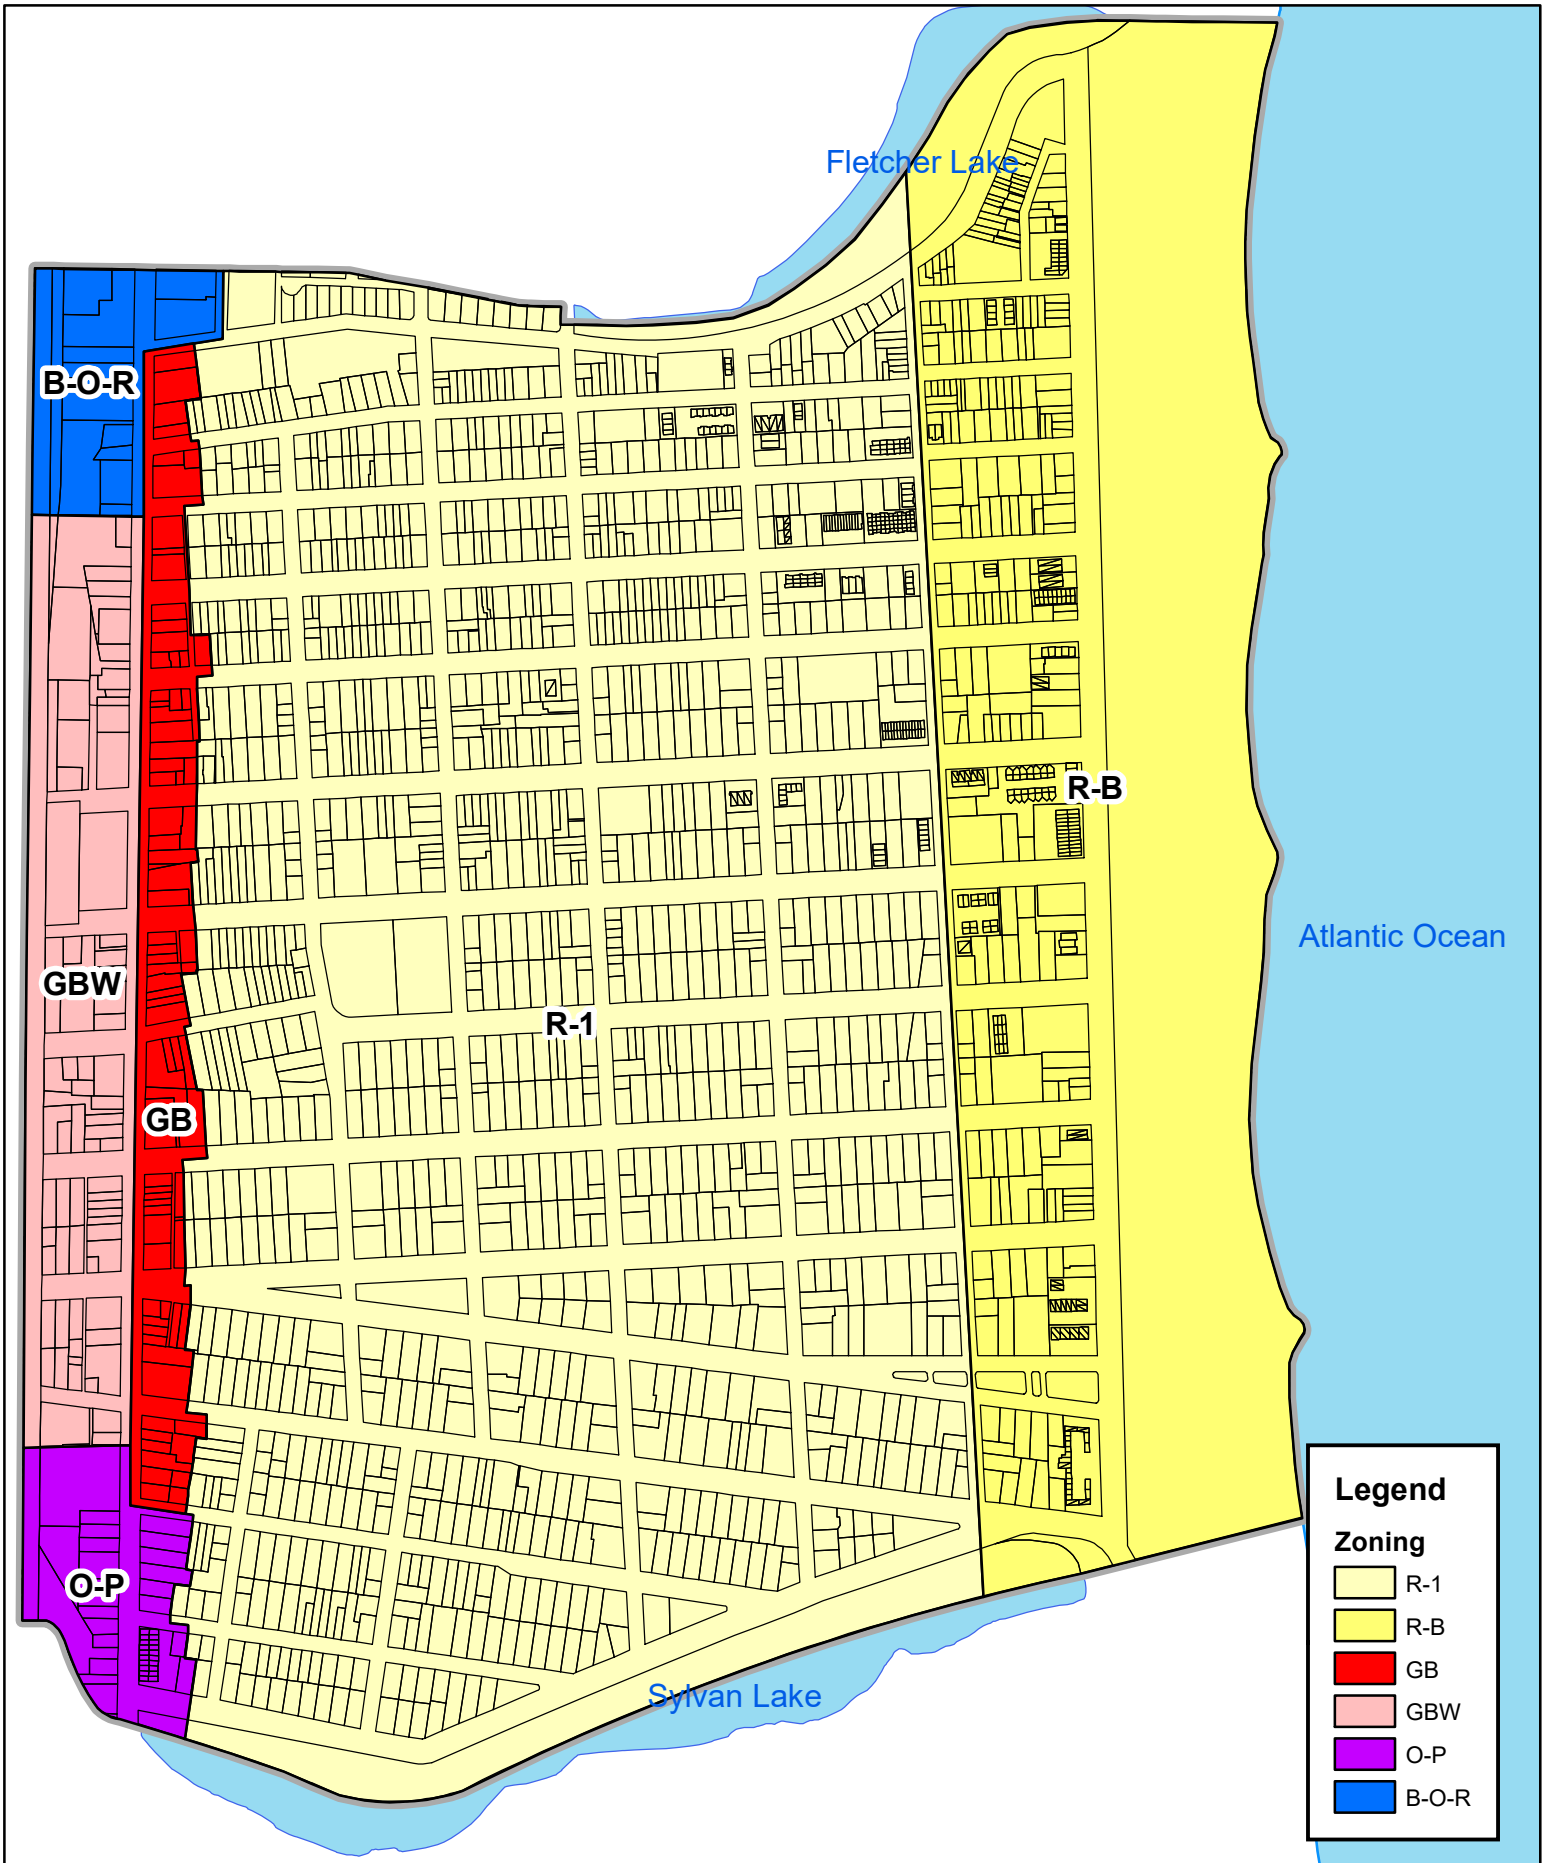 Fletcher Lake
B-O-R
R-B
Atlantic Ocean
GBW
R-1
GB
O-P
Sylvan Lake
Legend
Zoning
R-1
R-B
GB
GBW
O-P
B-O-R